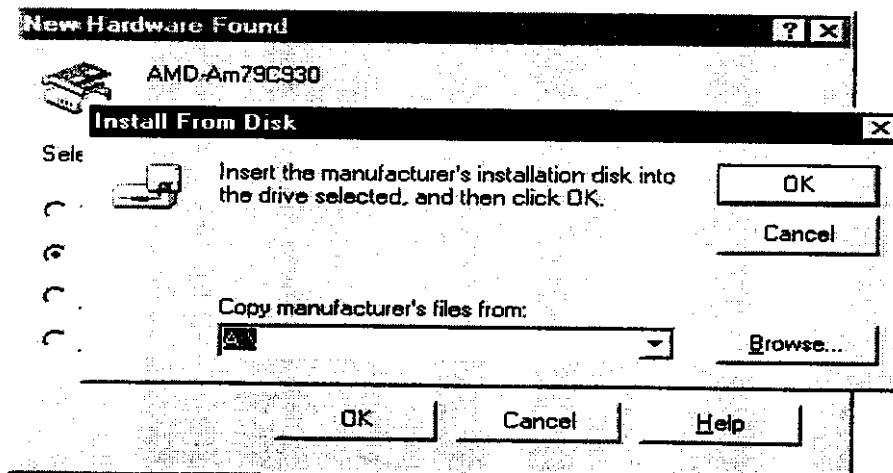 New Hardware Found
AMD-Am79C930
Install From Disk
Sele
Insert the manufacturer's installation disk into
the drive selected, and then click OK.
OK
Cancel
Copy manufacturer's files from:
A:\
Browse...
OK
Cancel
Help